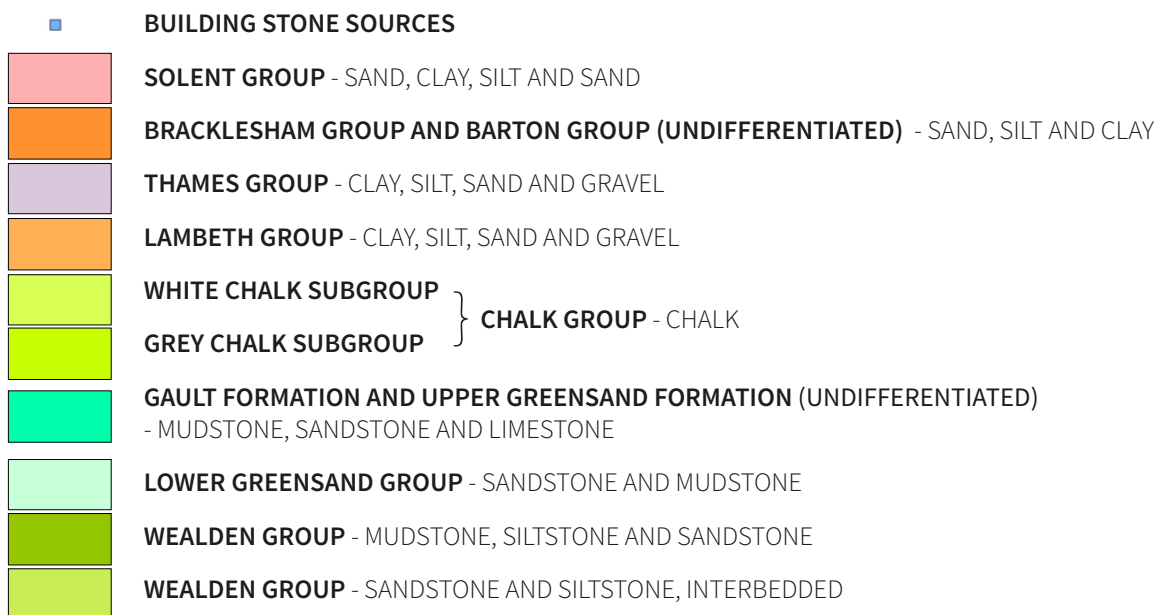 BUILDING STONE SOURCES
SOLENT GROUP - SAND, CLAY, SILT AND SAND
BRACKLESHAM GROUP AND BARTON GROUP (UNDIFFERENTIATED) - SAND, SILT AND CLAY
THAMES GROUP - CLAY, SILT, SAND AND GRAVEL
LAMBETH GROUP - CLAY, SILT, SAND AND GRAVEL
WHITE CHALK SUBGROUP
CHALK GROUP - CHALK
GREY CHALK SUBGROUP
GAULT FORMATION AND UPPER GREENSAND FORMATION (UNDIFFERENTIATED)
- MUDSTONE, SANDSTONE AND LIMESTONE
LOWER GREENSAND GROUP - SANDSTONE AND MUDSTONE
WEALDEN GROUP - MUDSTONE, SILTSTONE AND SANDSTONE
WEALDEN GROUP - SANDSTONE AND SILTSTONE, INTERBEDDED